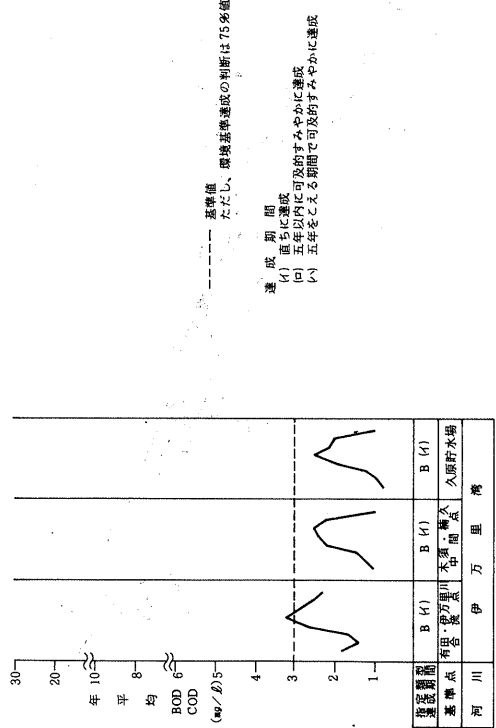 30
20
10
6
5
4
3
2
1
年平均
BOD
COD
(mg／ℓ)
指定類型
達成期間
B (イ)
B (イ)
B (イ)
基準点
有田・伊万里川
合流点
木須・楠久
中間点
久原貯水場
河川
伊万里湾
----- 基準値
ただし、環境基準達成の判断は75％値
達成期間
(イ) 直ちに達成
(ロ) 五年以内に可及的すみやかに達成
(ハ) 五年をこえる期間で可及的すみやかに達成